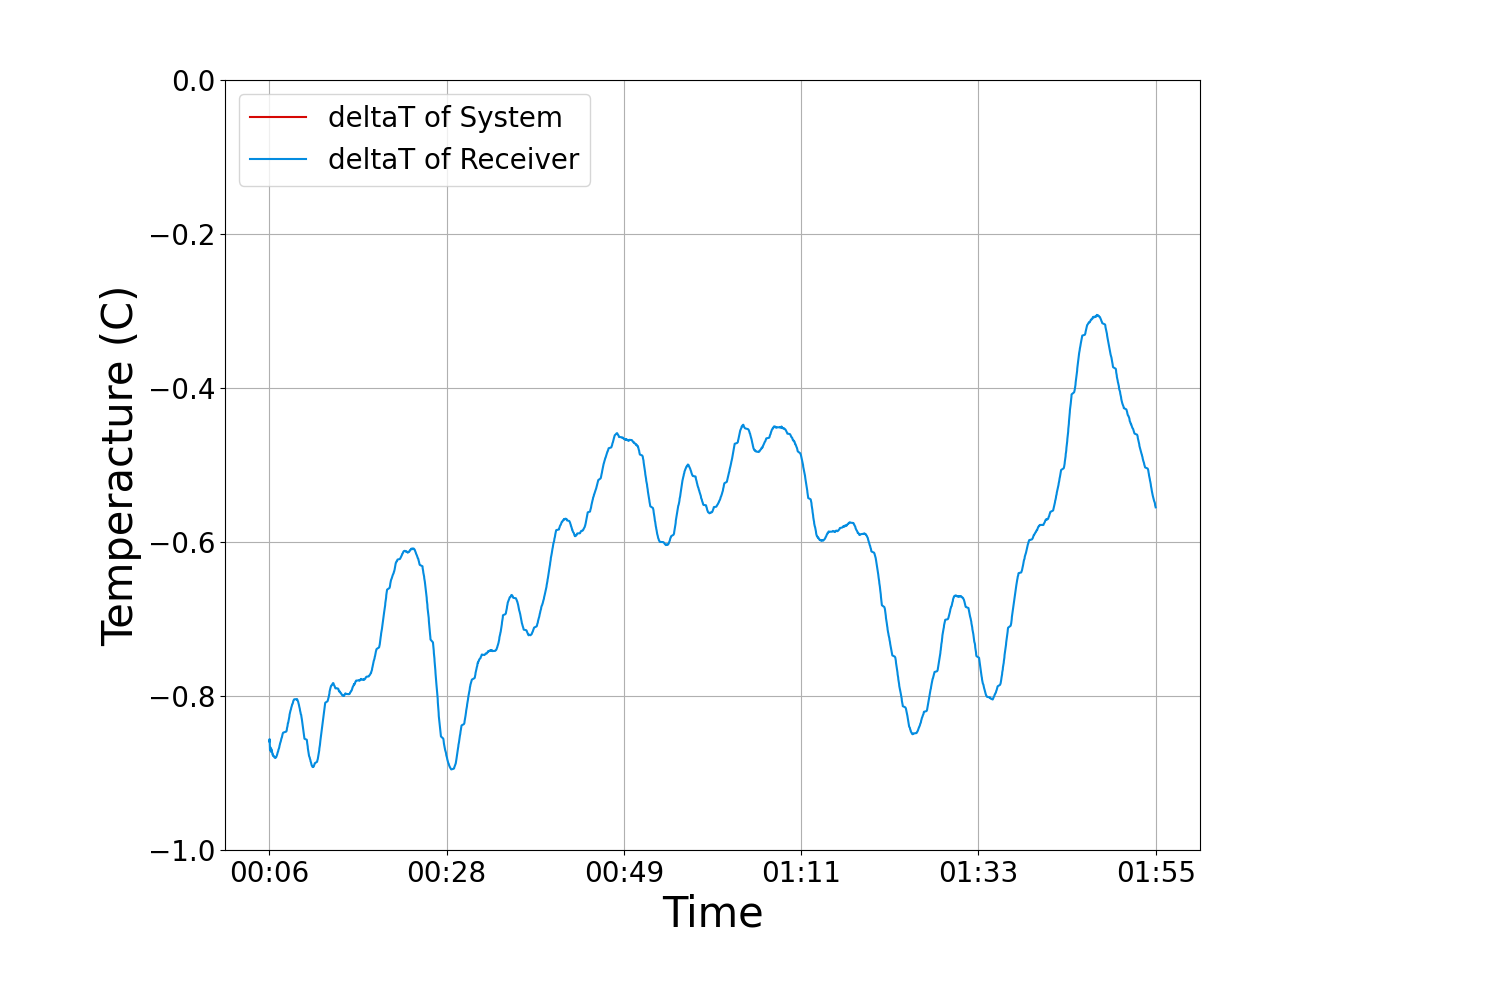 0.0
deltaT of System
deltaT of Receiver
−0.2
−0.4
−0.6
−0.8
−1.0
Temperacture (C)
00:06 00:28 00:49 01:11 01:33 01:55
Time